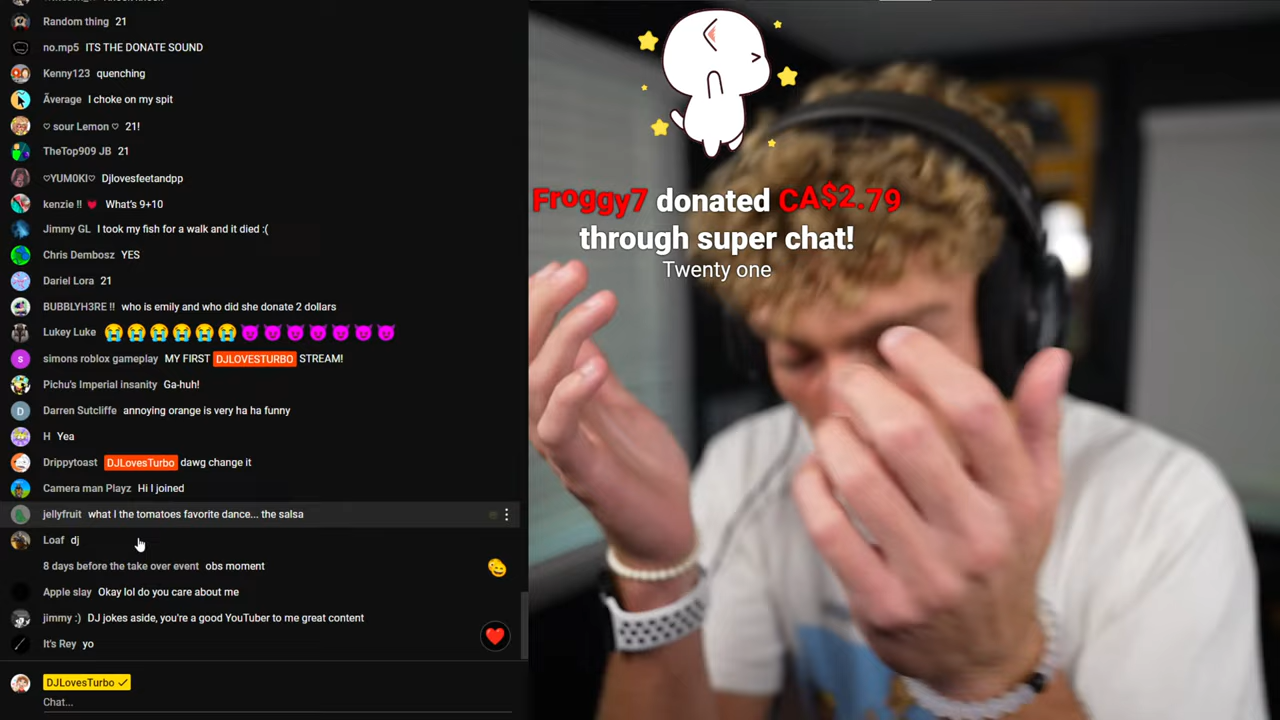 Random thing 21
no.mp5 ITS THE DONATE SOUND
Kenny123 quenching
Ãverage I choke on my spit
♡ sour Lemon ♡ 21!
TheTop909 JB 21
♡YUM0KI♡ Djlovesfeetandpp
kenzie !! What's 9+10
Jimmy GL I took my fish for a walk and it died :(
Chris Dembosz YES
Dariel Lora 21
BUBBLYH3RE !! who is emily and who did she donate 2 dollars
Lukey Luke 😭😭😭😭😭😭😈😈😈😈😈😈😈
simons roblox gameplay MY FIRST DJLOVESTURBO STREAM!
Pichu's Imperial insanity Ga-huh!
Darren Sutcliffe annoying orange is very ha ha funny
H Yea
Drippytoast DJLovesTurbo dawg change it
Camera man Playz Hi I joined
jellyfruit what I the tomatoes favorite dance... the salsa
Loaf dj
8 days before the take over event obs moment
Apple slay Okay lol do you care about me
jimmy :) DJ jokes aside, you're a good YouTuber to me great content
It's Rey yo
DJLovesTurbo ✓
Chat...
Froggy7 donated CA$2.79
through super chat!
Twenty one